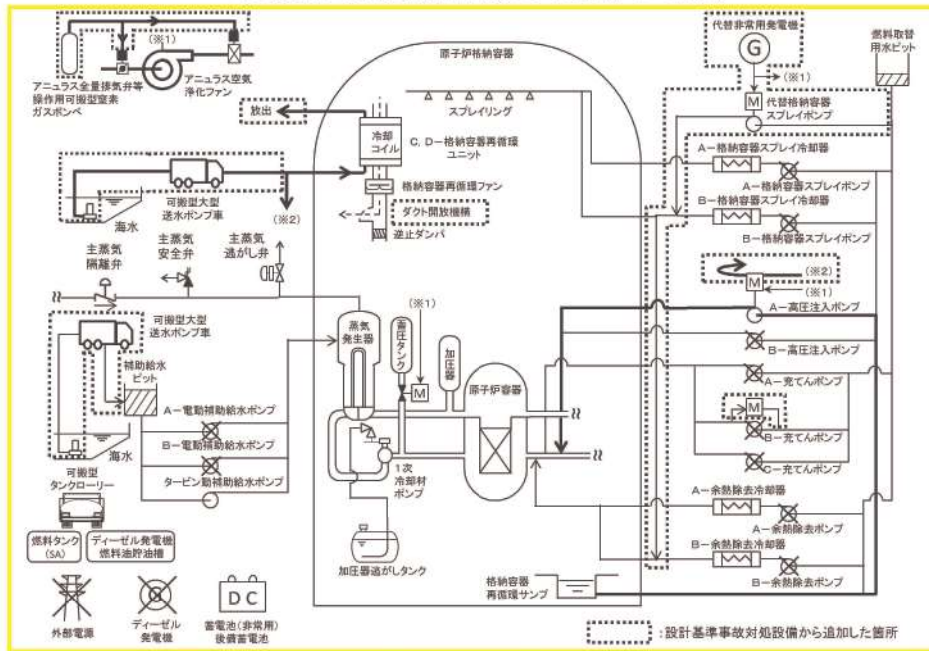 (※1)
アニュラス全量排気弁等
操作用可搬型窒素
ガスボンベ
アニュラス空気
浄化ファン
原子炉格納容器
スプレイリング
放出
冷却
コイル
C, D-格納容器再循環
ユニット
格納容器再循環ファン
ダクト開放機構
逆止ダンパ
可搬型大型
送水ポンプ車
海水
(※2)
代替非常用発電機
G
(※1)
M
代替格納容器
スプレイポンプ
燃料取替
用水ピット
A-格納容器スプレイ冷却器
A-格納容器スプレイポンプ
B-格納容器スプレイ冷却器
B-格納容器スプレイポンプ
(※2)
M
(※1)
A-高圧注入ポンプ
B-高圧注入ポンプ
A-充てんポンプ
M
B-充てんポンプ
C-充てんポンプ
A-余熱除去冷却器
A-余熱除去ポンプ
B-余熱除去冷却器
B-余熱除去ポンプ
主蒸気
隔離弁
主蒸気
安全弁
主蒸気
逃がし弁
可搬型大型
送水ポンプ車
補助給水
ピット
海水
A-電動補助給水ポンプ
B-電動補助給水ポンプ
タービン動補助給水ポンプ
蒸気
発生器
蓄圧タンク
(※1)
M
加圧器
原子炉容器
1次
冷却材
ポンプ
加圧器逃がしタンク
格納容器
再循環サンプ
可搬型
タンクローリー
燃料タンク
(SA)
ディーゼル発電機
燃料油貯油槽
外部電源
ディーゼル
発電機
DC
蓄電池(非常用)
後備蓄電池
:設計基準事故対処設備から追加した箇所